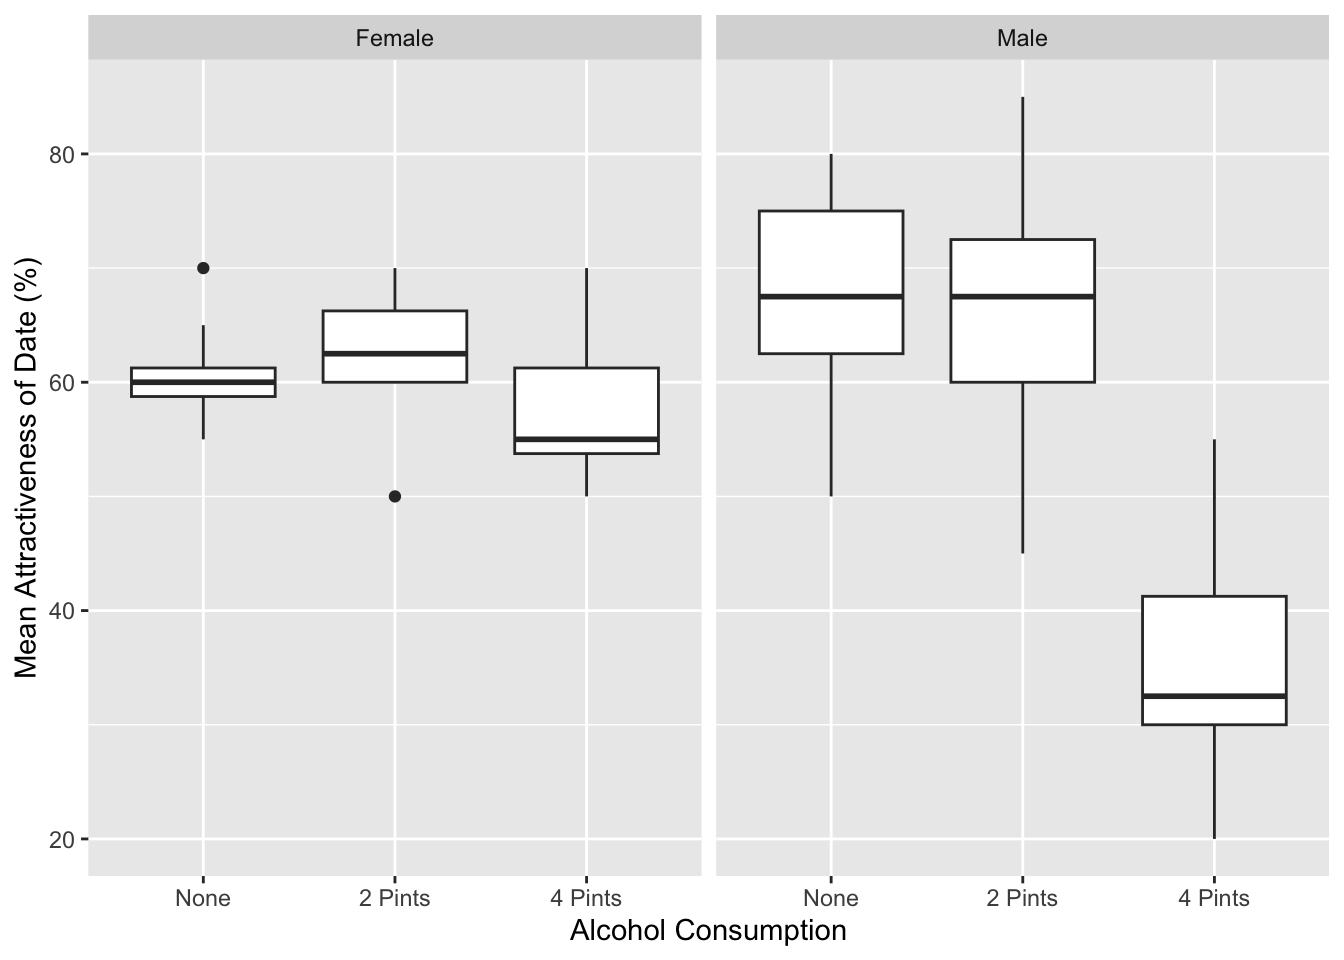 Female
Male
Mean Attractiveness of Date (%)
80
60
40
20
None
2 Pints
4 Pints
None
2 Pints
4 Pints
Alcohol Consumption